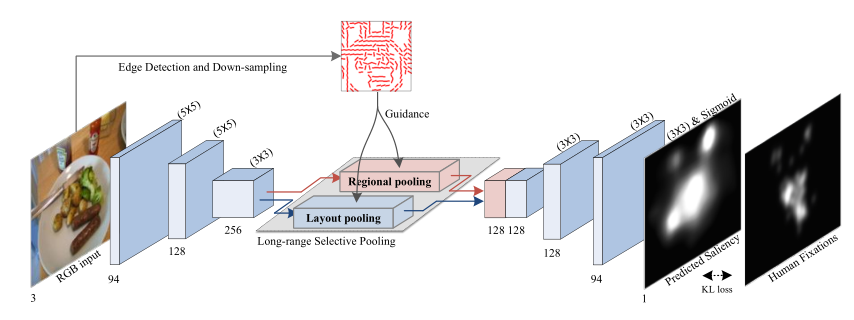 Edge Detection and Down-sampling
Guidance
(5X5)
(5X5)
(3X3)
Regional pooling
Layout pooling
Long-range Selective Pooling
(3X3)
(3X3)
(3X3) & Sigmoid
RGB input
3
94
128
256
128 128
128
94
1
Predicted Saliency
KL loss
Human Fixations